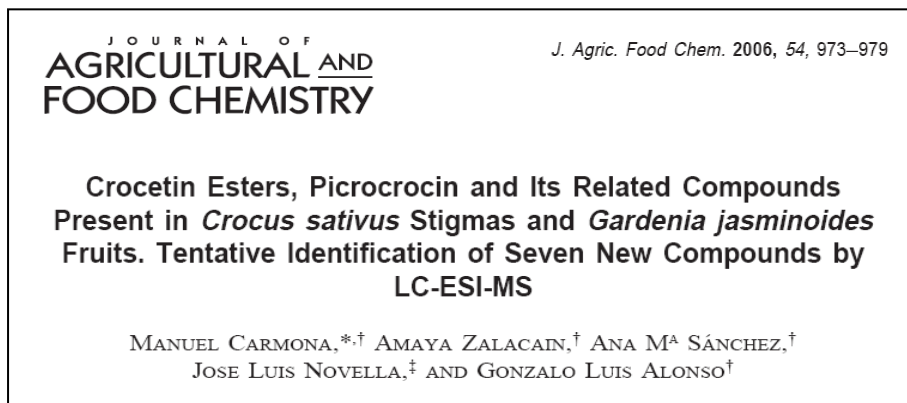 JOURNAL OF
AGRICULTURAL AND
FOOD CHEMISTRY
J. Agric. Food Chem. 2006, 54, 973–979
Crocetin Esters, Picrocrocin and Its Related Compounds
Present in Crocus sativus Stigmas and Gardenia jasminoides
Fruits. Tentative Identification of Seven New Compounds by
LC-ESI-MS
MANUEL CARMONA,*,† AMAYA ZALACAIN,† ANA Mᴬ SÁNCHEZ,†
JOSE LUIS NOVELLA,‡ AND GONZALO LUIS ALONSO†